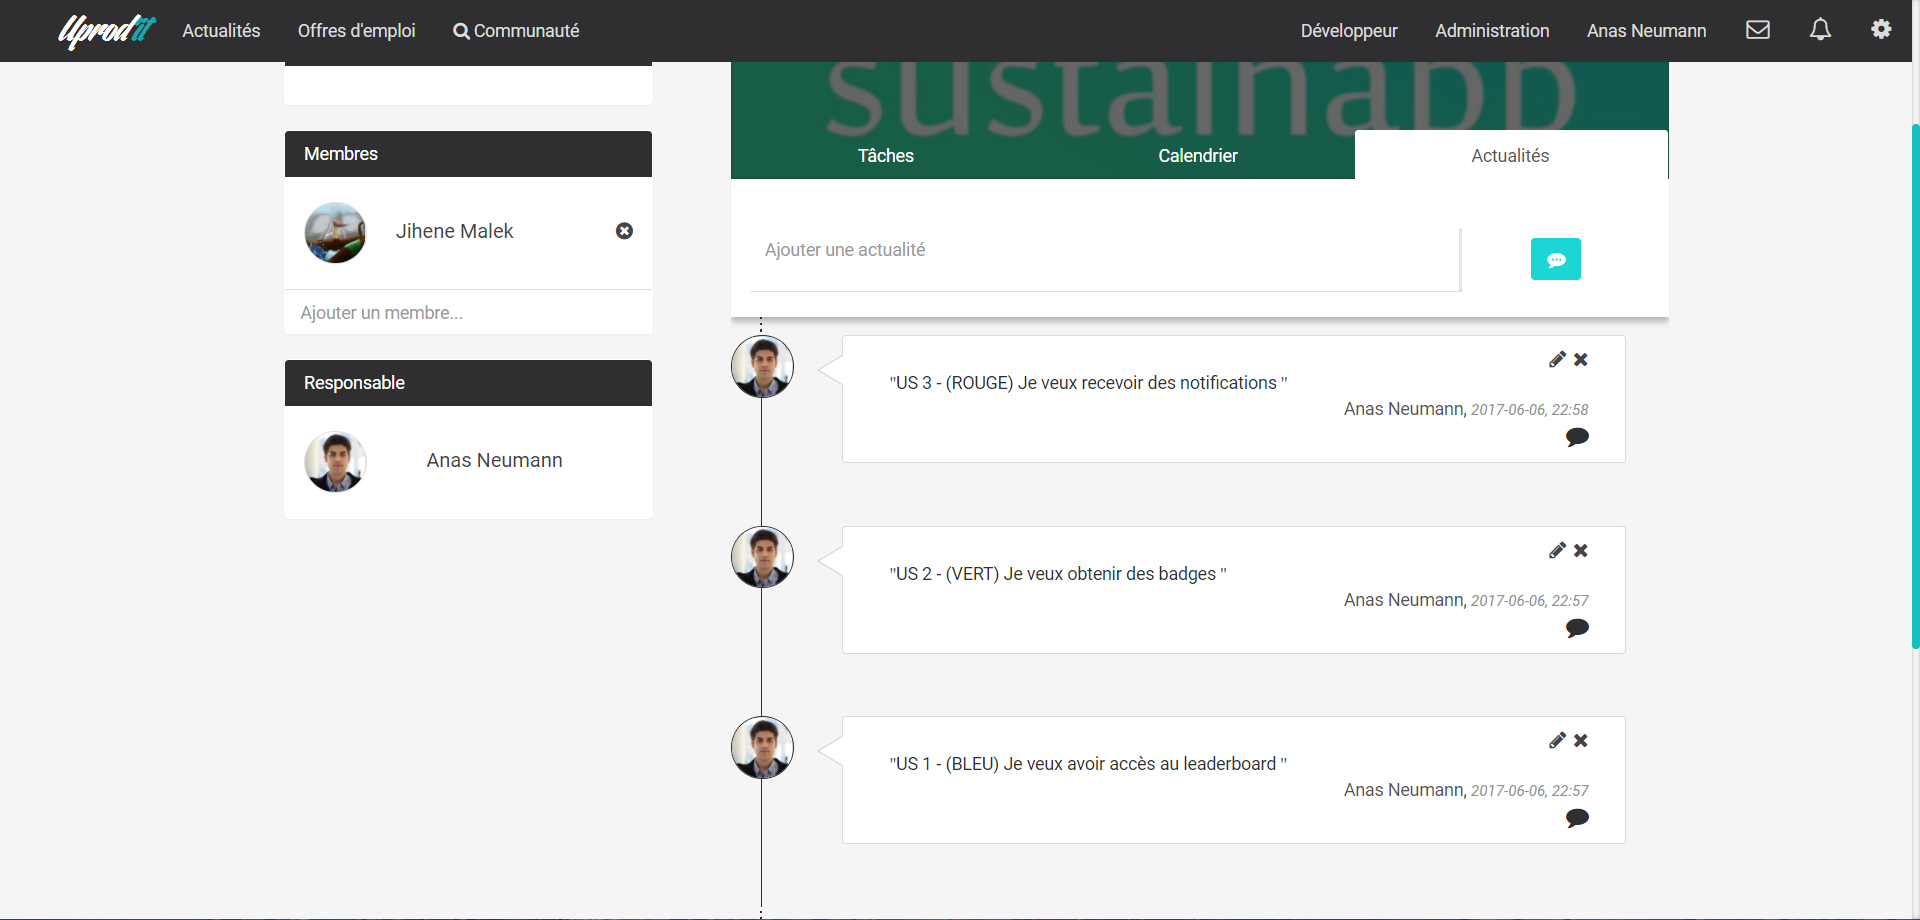 Uprodit Actualités Offres d'emploi Communauté Développeur Administration Anas Neumann
sustainapp
Tâches Calendrier Actualités
Membres
Jihene Malek
Ajouter un membre...
Responsable
Anas Neumann
Ajouter une actualité
"US 3 - (ROUGE) Je veux recevoir des notifications "
Anas Neumann, 2017-06-06, 22:58
"US 2 - (VERT) Je veux obtenir des badges "
Anas Neumann, 2017-06-06, 22:57
"US 1 - (BLEU) Je veux avoir accès au leaderboard "
Anas Neumann, 2017-06-06, 22:57